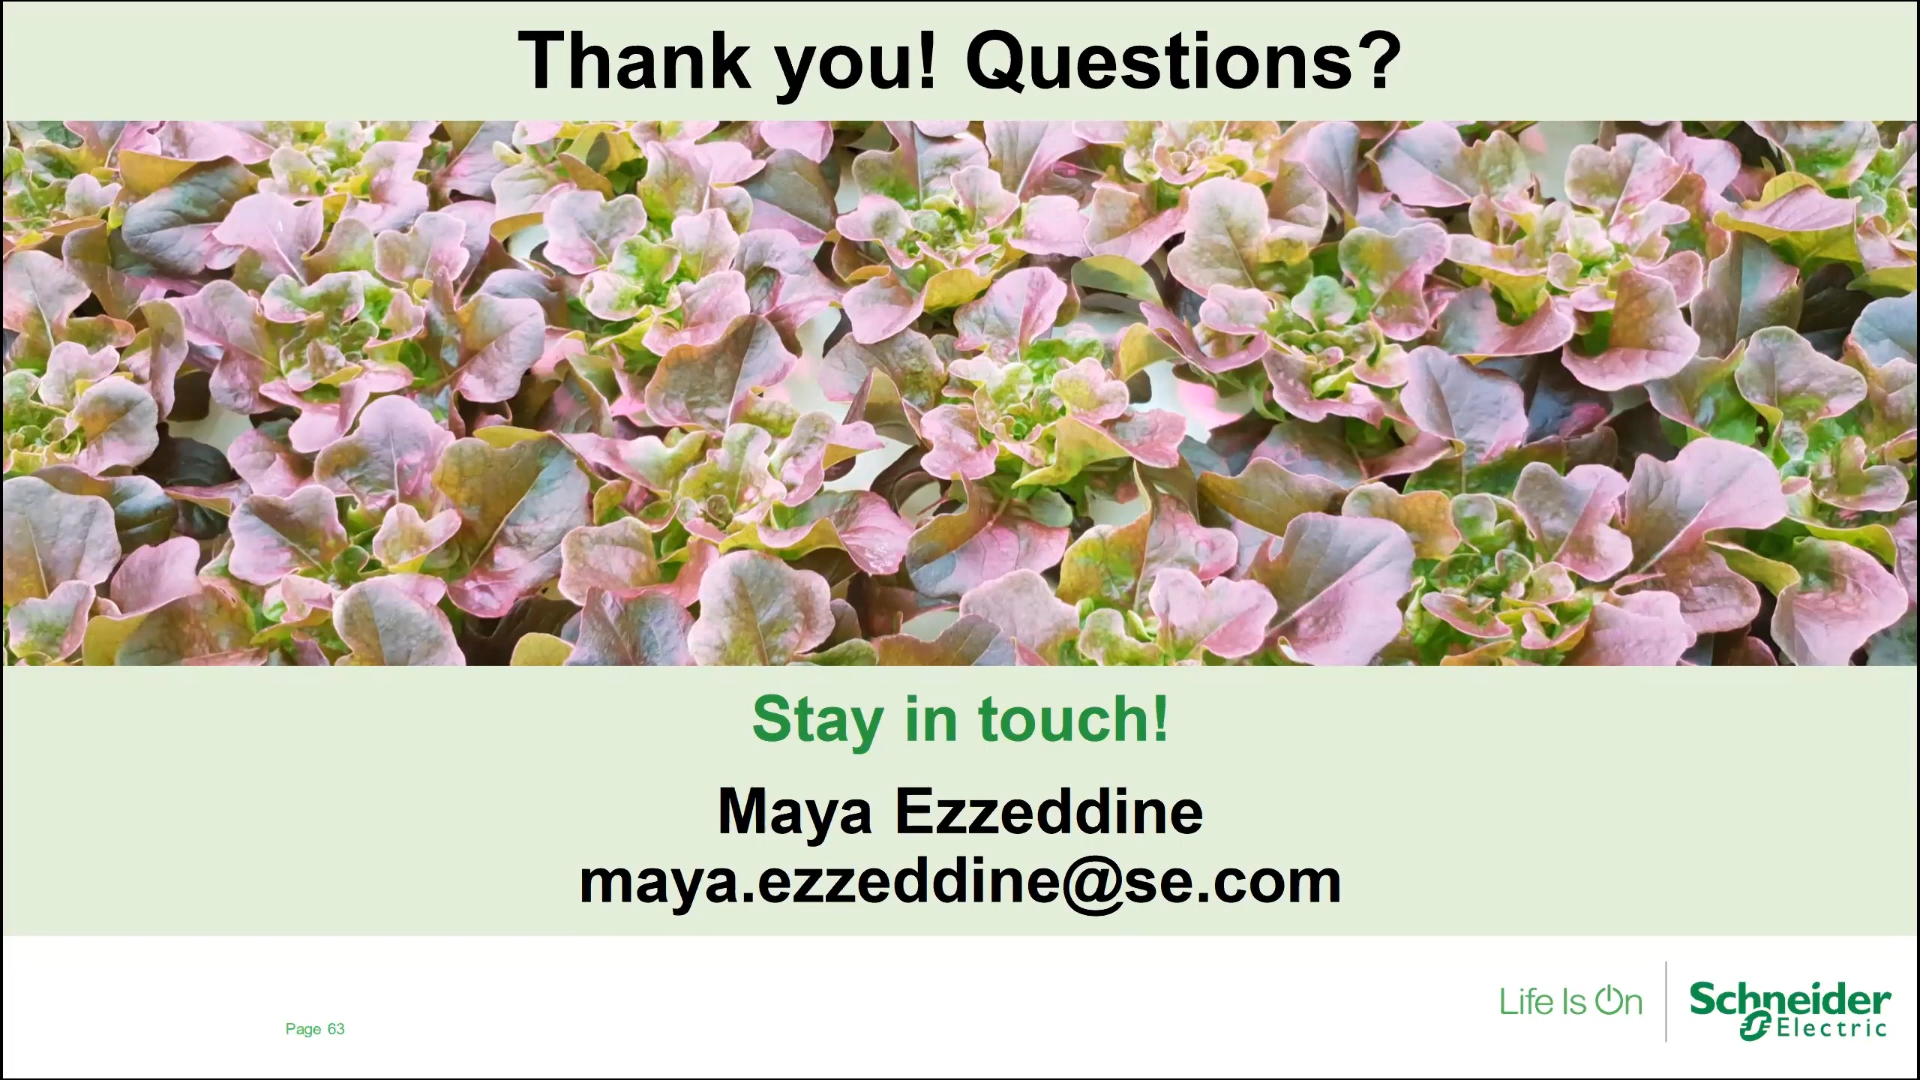 Thank you! Questions?
Stay in touch!
Maya Ezzeddine
maya.ezzeddine@se.com
Page 63
Life Is On
Schneider
Electric